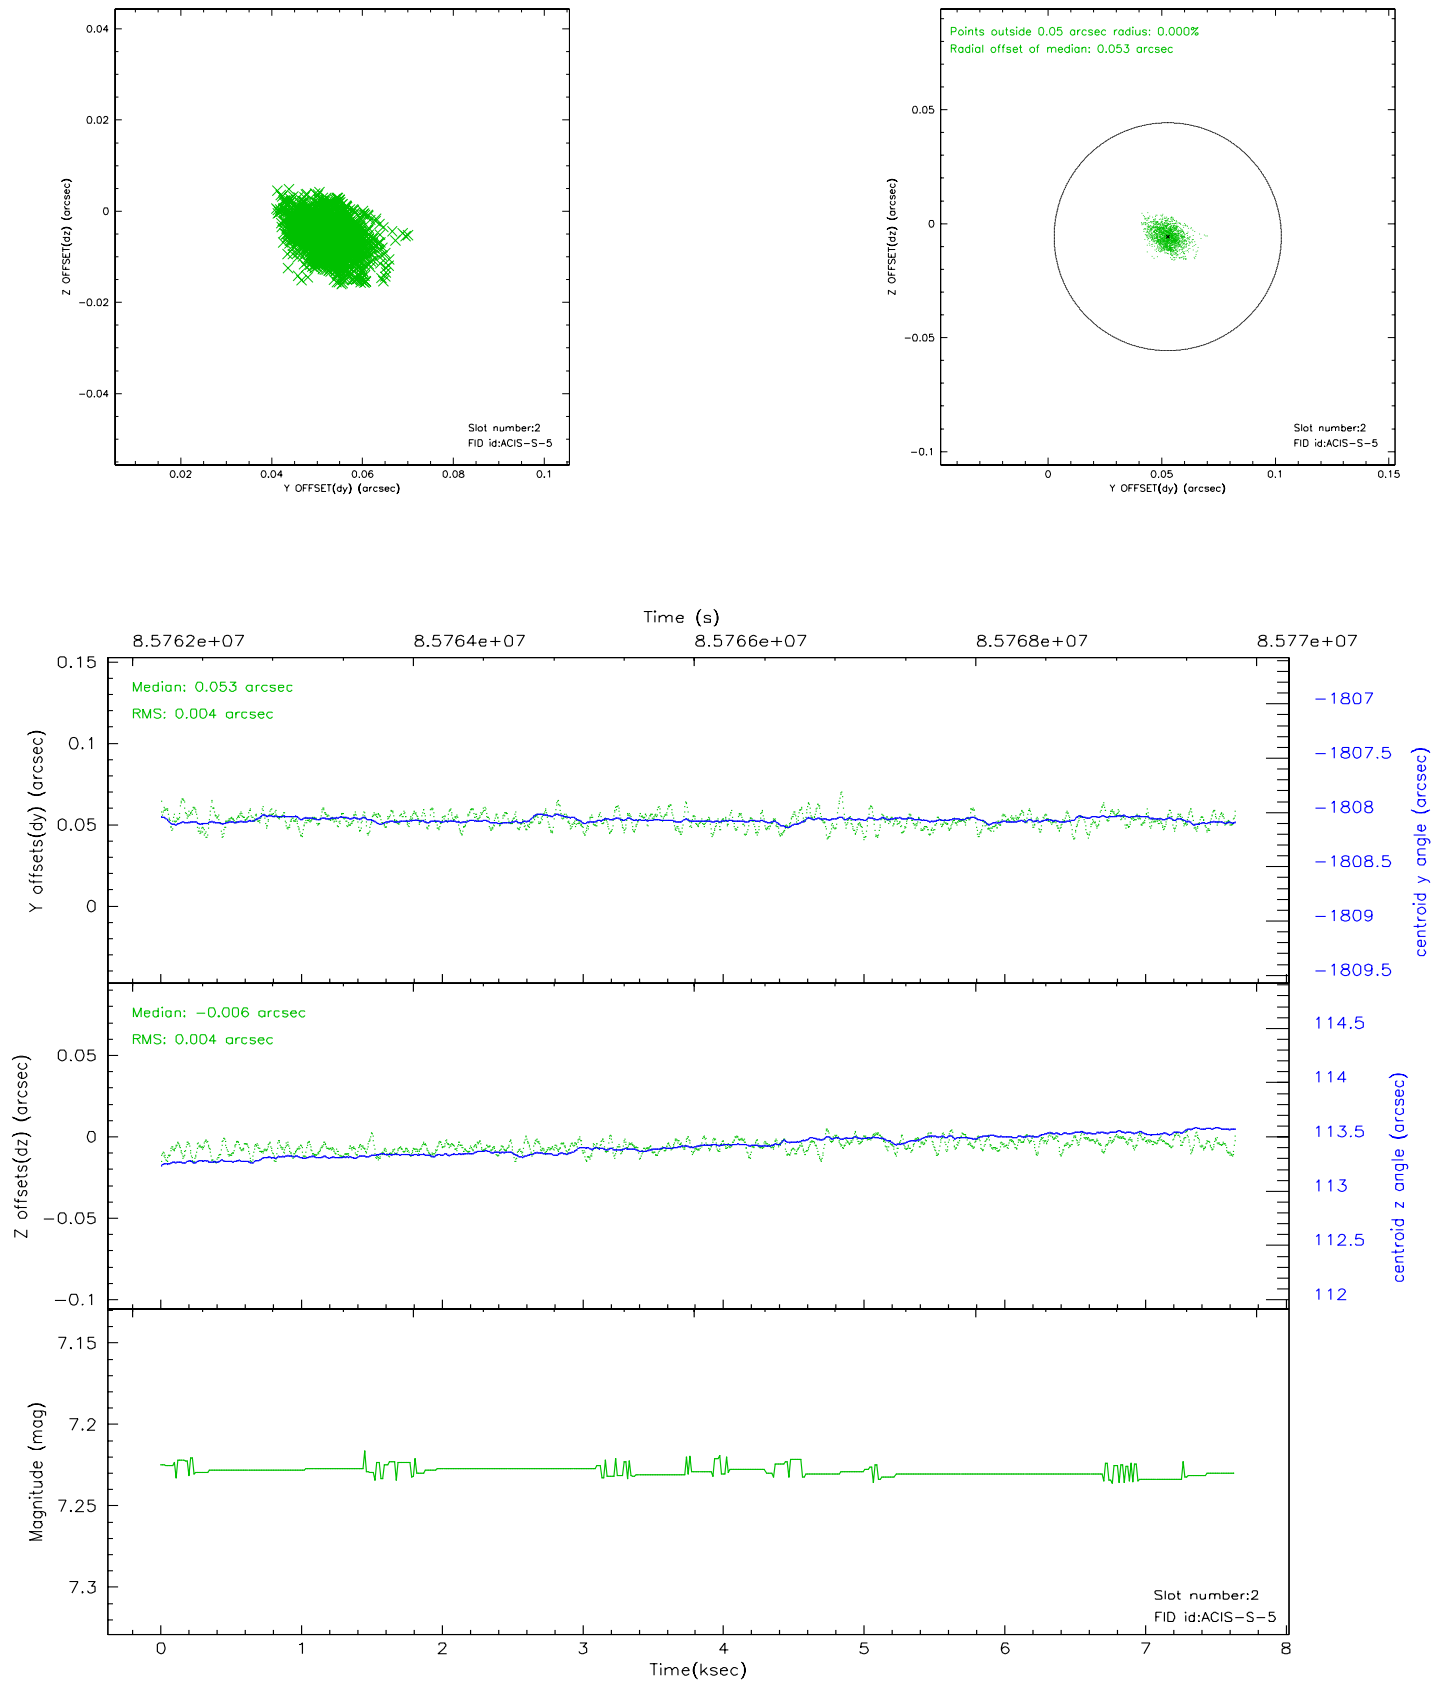 0.04
0.02
0
−0.02
−0.04
Z OFFSET(dz) (arcsec)
Slot number:2
FID id:ACIS−S−5
0.02
0.04
0.06
0.08
0.1
Y OFFSET(dy) (arcsec)
Points outside 0.05 arcsec radius: 0.000%
Radial offset of median: 0.053 arcsec
0.05
0
−0.05
−0.1
Z OFFSET(dz) (arcsec)
Slot number:2
FID id:ACIS−S−5
0
0.05
0.1
0.15
Y OFFSET(dy) (arcsec)
Time (s)
8.5762e+07
8.5764e+07
8.5766e+07
8.5768e+07
8.577e+07
0.15
0.1
0.05
0
Y offsets(dy) (arcsec)
Median: 0.053 arcsec
RMS: 0.004 arcsec
−1807
−1807.5
−1808
−1808.5
−1809
−1809.5
centroid y angle (arcsec)
0.05
0
−0.05
−0.1
Z offsets(dz) (arcsec)
Median: −0.006 arcsec
RMS: 0.004 arcsec
114.5
114
113.5
113
112.5
112
centroid z angle (arcsec)
7.15
7.2
7.25
7.3
Magnitude (mag)
Slot number:2
FID id:ACIS−S−5
0
1
2
3
4
5
6
7
8
Time(ksec)